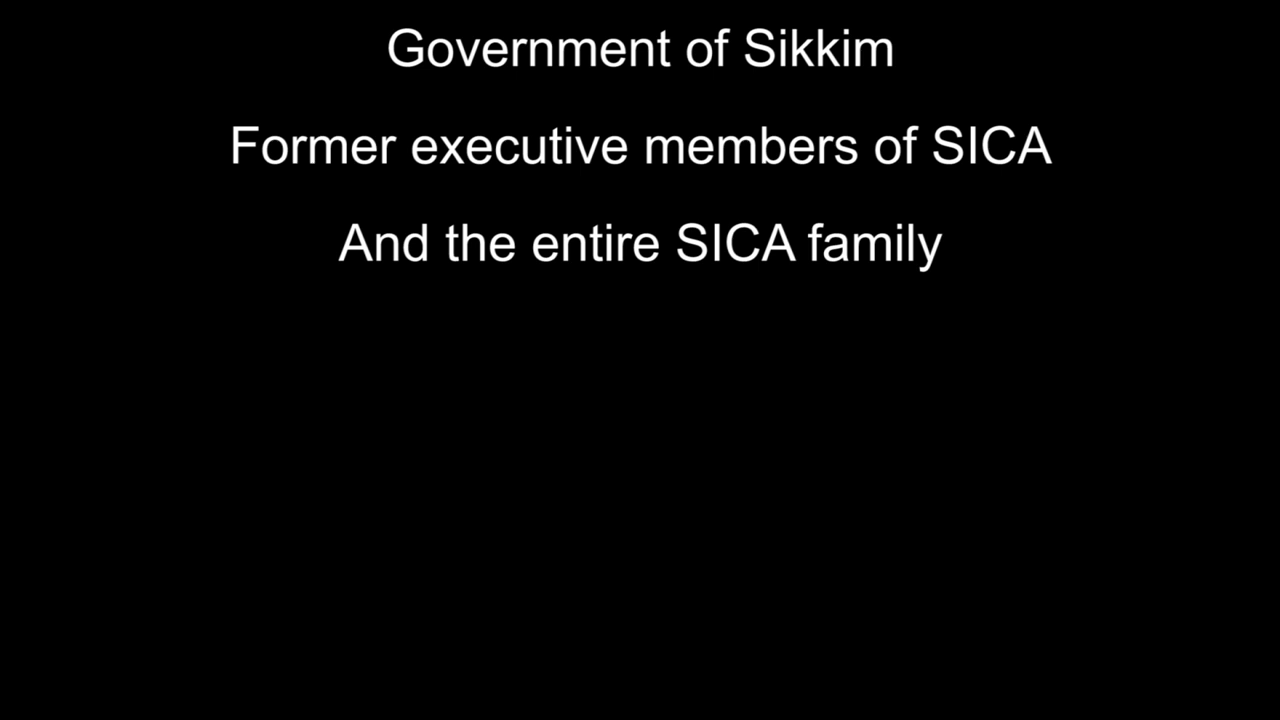 Government of Sikkim
Former executive members of SICA
And the entire SICA family